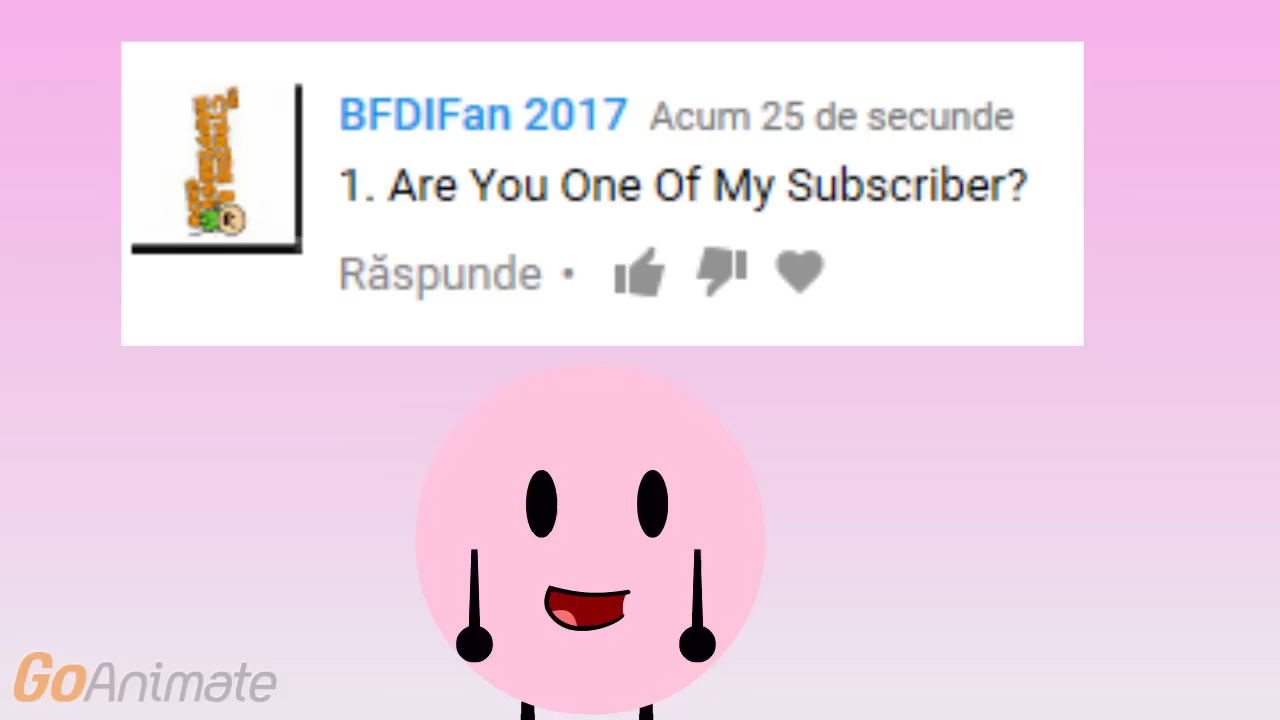 BFDIFan 2017 Acum 25 de secunde
1. Are You One Of My Subscriber?
Răspunde •
GoAnimate